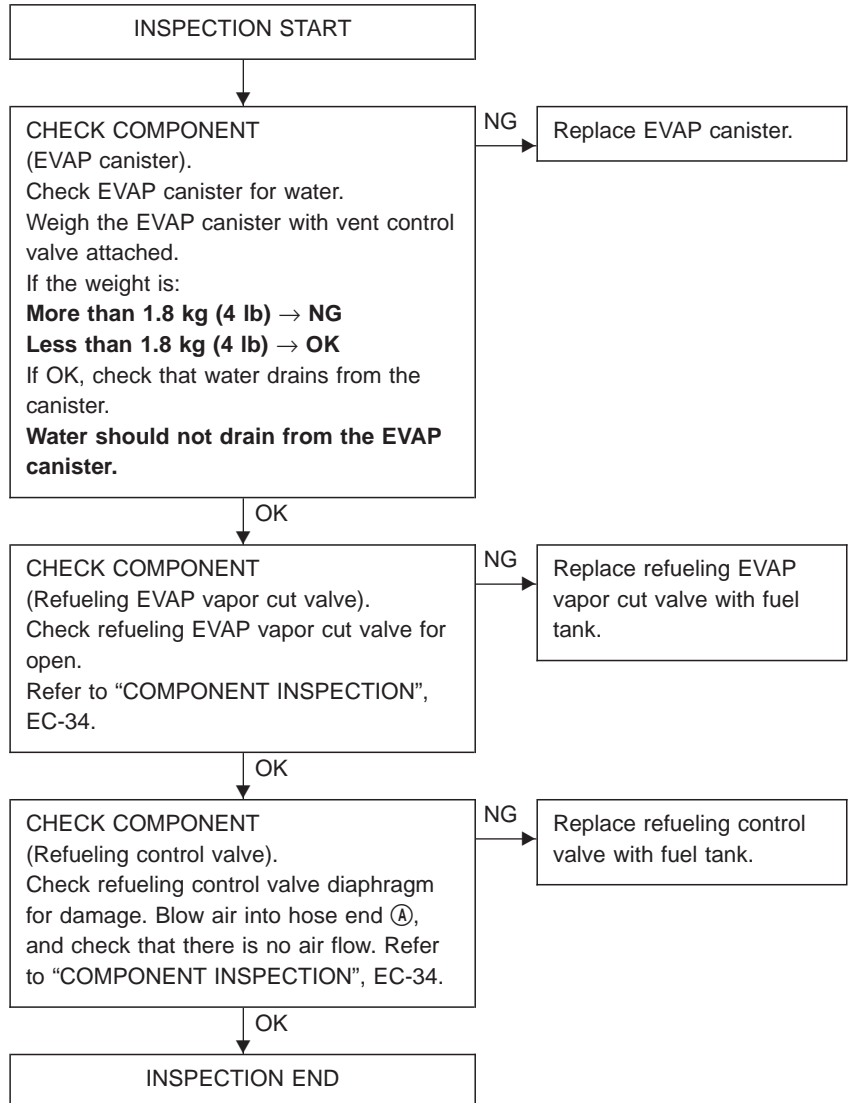 INSPECTION START
CHECK COMPONENT
(EVAP canister).
Check EVAP canister for water.
Weigh the EVAP canister with vent control
valve attached.
If the weight is:
More than 1.8 kg (4 lb) → NG
Less than 1.8 kg (4 lb) → OK
If OK, check that water drains from the
canister.
Water should not drain from the EVAP
canister.
NG
Replace EVAP canister.
OK
CHECK COMPONENT
(Refueling EVAP vapor cut valve).
Check refueling EVAP vapor cut valve for
open.
Refer to “COMPONENT INSPECTION”,
EC-34.
NG
Replace refueling EVAP
vapor cut valve with fuel
tank.
OK
CHECK COMPONENT
(Refueling control valve).
Check refueling control valve diaphragm
for damage. Blow air into hose end Ⓐ,
and check that there is no air flow. Refer
to “COMPONENT INSPECTION”, EC-34.
NG
Replace refueling control
valve with fuel tank.
OK
INSPECTION END